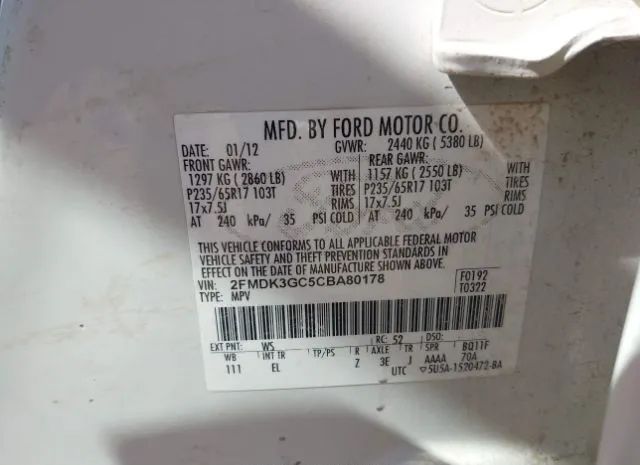 MFD. BY FORD MOTOR CO.
DATE: 01/12 GVWR: 2440 KG ( 5380 LB)
FRONT GAWR: REAR GAWR:
1297 KG ( 2860 LB) WITH 1157 KG ( 2550 LB) WITH
P235/65R17 103T TIRES P235/65R17 103T TIRES
17x7.5J RIMS 17x7.5J RIMS
AT 240 kPa/ 35 PSI COLD AT 240 kPa/ 35 PSI COLD
THIS VEHICLE CONFORMS TO ALL APPLICABLE FEDERAL MOTOR
VEHICLE SAFETY AND THEFT PREVENTION STANDARDS IN
EFFECT ON THE DATE OF MANUFACTURE SHOWN ABOVE.
VIN: 2FMDK3GC5CBA80178 F0192
TYPE: MPV T0322
EXT PNT: WS RC: 52 DSO:
WB INT TR TP/PS R AXLE TR SPR BQ11F
111 EL Z 3E J AAAA 70A
UTC ▽5U5A-1520472-BA